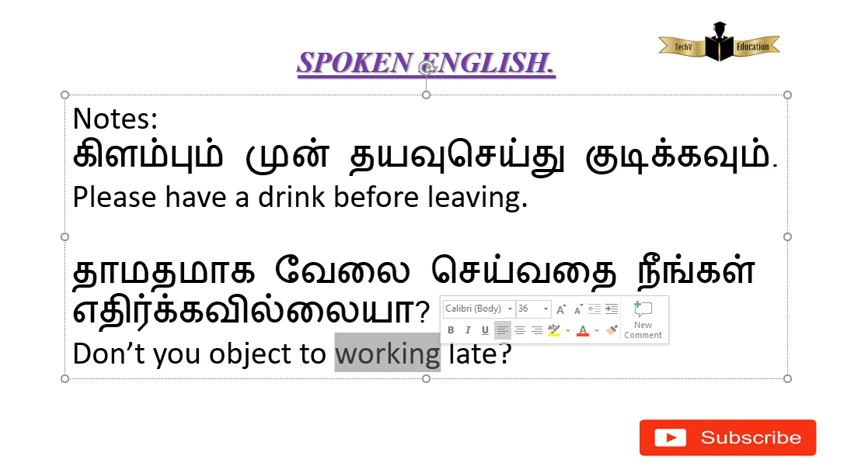 TechV Education
SPOKEN ENGLISH.
Notes:
கிளம்பும் முன் தயவுசெய்து குடிக்கவும்.
Please have a drink before leaving.
தாமதமாக வேலை செய்வதை நீங்கள்
எதிர்க்கவில்லையா?
Calibri (Body) 36 A A
B I U ab A New Comment
Don't you object to working late?
Subscribe